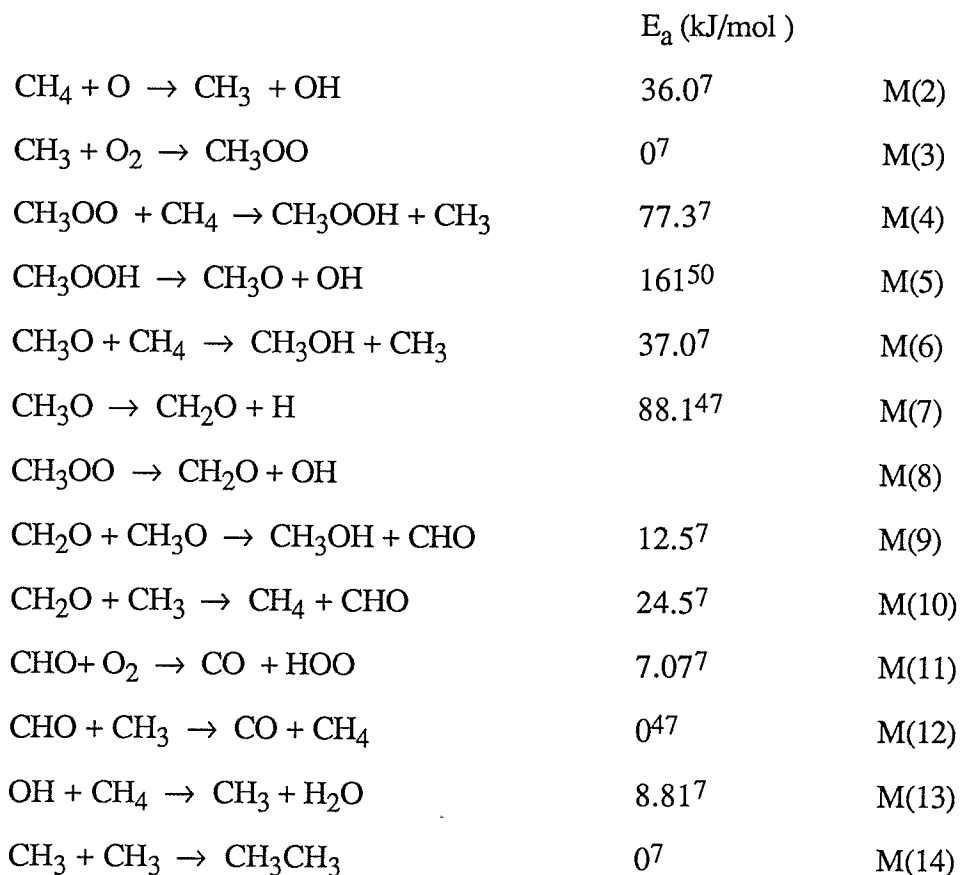 Eₐ (kJ/mol )
CH₄ + O → CH₃ + OH 36.0⁷ M(2)
CH₃ + O₂ → CH₃OO 0⁷ M(3)
CH₃OO + CH₄ → CH₃OOH + CH₃ 77.3⁷ M(4)
CH₃OOH → CH₃O + OH 161⁵⁰ M(5)
CH₃O + CH₄ → CH₃OH + CH₃ 37.0⁷ M(6)
CH₃O → CH₂O + H 88.1⁴⁷ M(7)
CH₃OO → CH₂O + OH M(8)
CH₂O + CH₃O → CH₃OH + CHO 12.5⁷ M(9)
CH₂O + CH₃ → CH₄ + CHO 24.5⁷ M(10)
CHO+ O₂ → CO + HOO 7.07⁷ M(11)
CHO + CH₃ → CO + CH₄ 0⁴⁷ M(12)
OH + CH₄ → CH₃ + H₂O 8.81⁷ M(13)
CH₃ + CH₃ → CH₃CH₃ 0⁷ M(14)